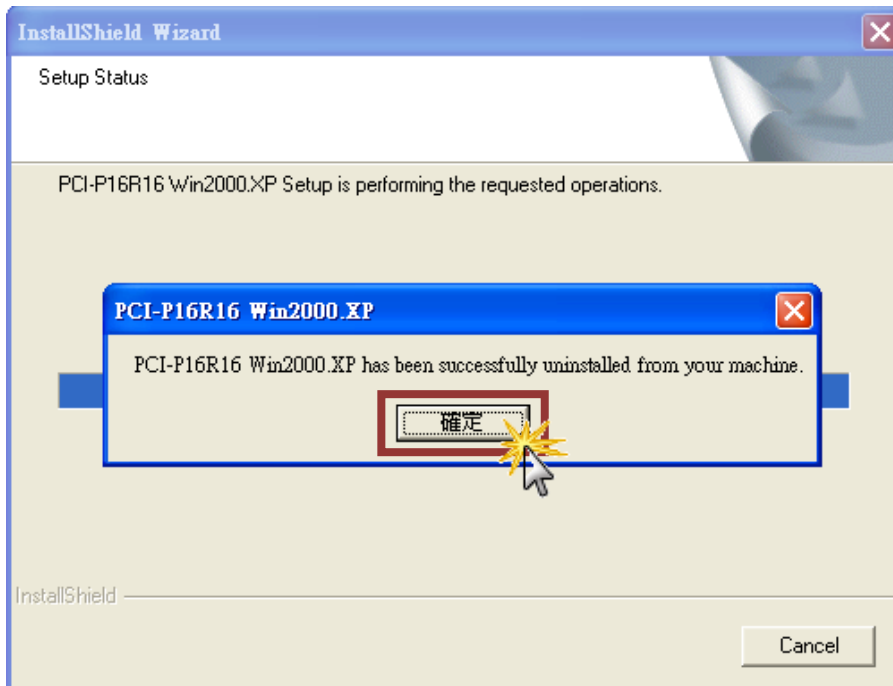 InstallShield Wizard
Setup Status
PCI-P16R16 Win2000.XP Setup is performing the requested operations.
PCI-P16R16 Win2000.XP
PCI-P16R16 Win2000.XP has been successfully uninstalled from your machine.
確定
InstallShield
Cancel